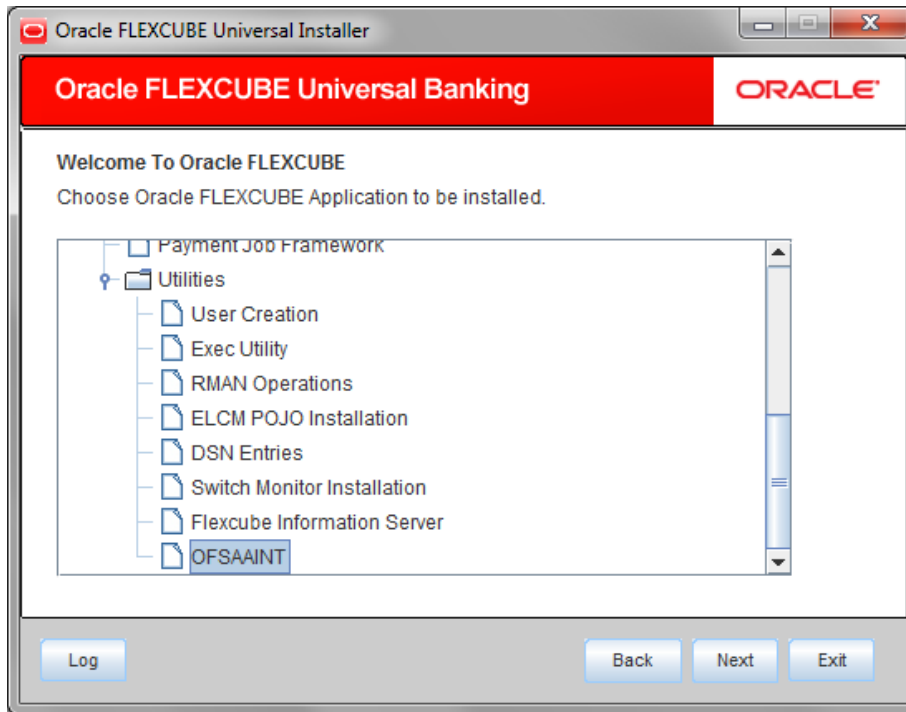 Oracle FLEXCUBE Universal Installer
Oracle FLEXCUBE Universal Banking
ORACLE®
Welcome To Oracle FLEXCUBE
Choose Oracle FLEXCUBE Application to be installed.
Payment Job Framework
Utilities
User Creation
Exec Utility
RMAN Operations
ELCM POJO Installation
DSN Entries
Switch Monitor Installation
Flexcube Information Server
OFSAAINT
Log Back Next Exit